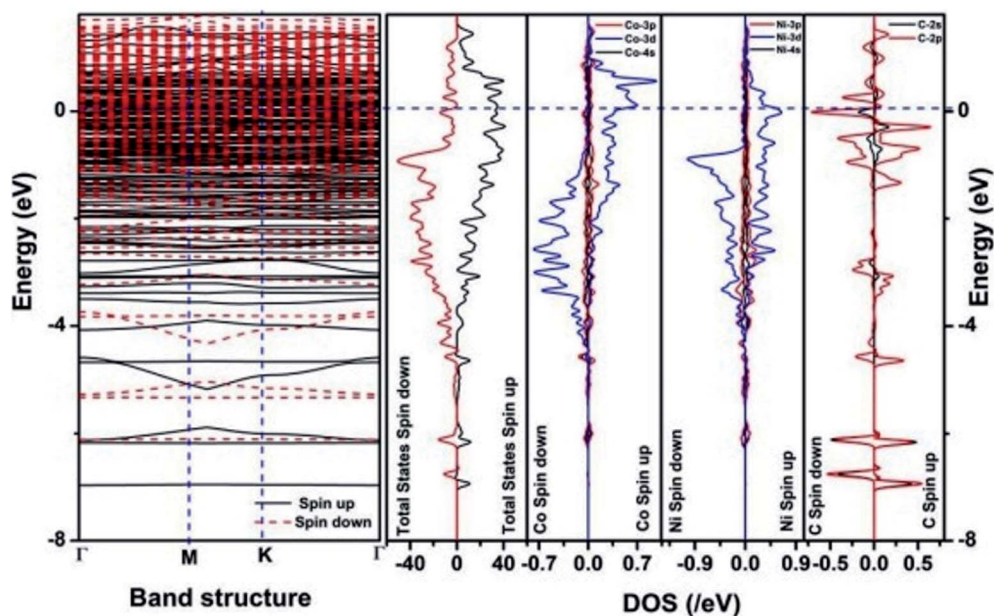 Co-3p
Co-3d
Co-4s
Ni-3p
Ni-3d
Ni-4s
C-2s
C-2p
Energy (eV)
0
-2
-4
-8
Spin up
Spin down
Γ
M
K
Γ
Band structure
Total States Spin down
Total States Spin up
Co Spin down
Co Spin up
Ni Spin down
Ni Spin up
C Spin down
C Spin up
-40
0
40
-0.7
0.0
0.7
-0.9
0.0
0.9
-0.5
0.0
0.5
DOS (/eV)
0
-4
-8
Energy (eV)